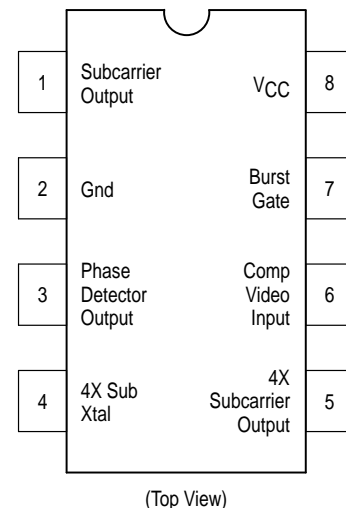 1
Subcarrier
Output
VCC
8
2
Gnd
Burst
Gate
7
3
Phase
Detector
Output
Comp
Video
Input
6
4
4X Sub
Xtal
4X
Subcarrier
Output
5
(Top View)